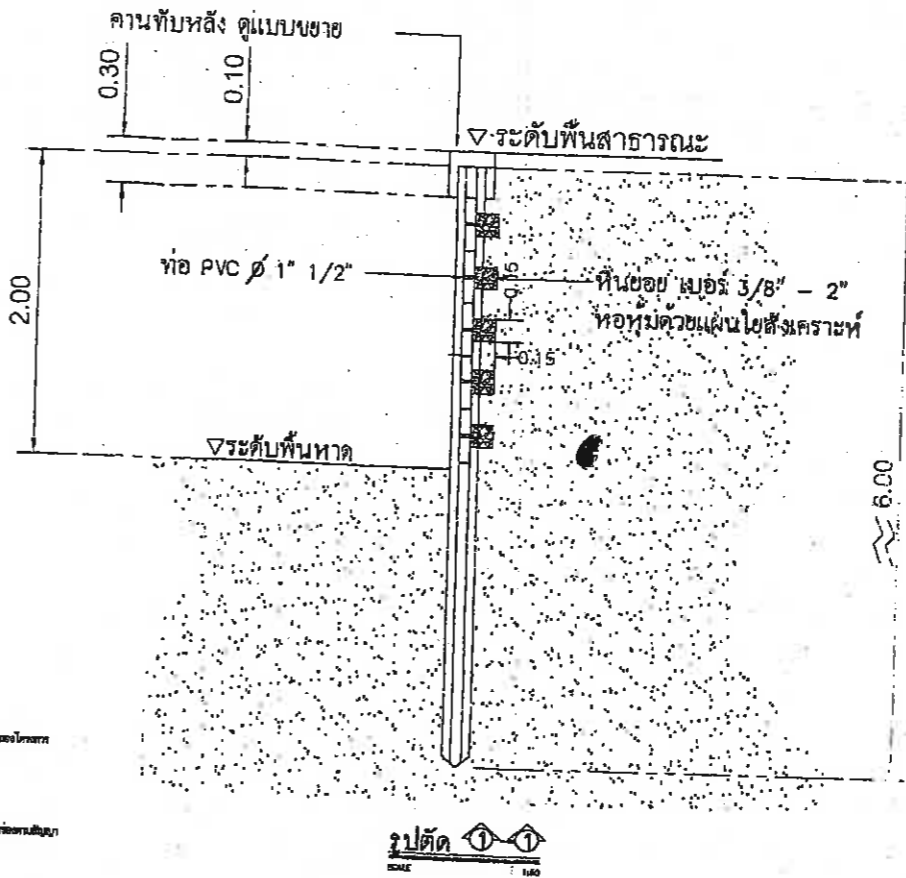 คานทับหลัง ดูแบบขยาย
0.30
0.10
▽ ระดับพื้นสาธารณะ
2.00
ท่อ PVC Ø 1" 1/2"
0.15
หินย่อย เบอร์ 3/8" - 2"
ห่อหุ้มด้วยแผ่นใยสังเคราะห์
0.15
▽ระดับพื้นหาด
6.00
รูปตัด 1 1
SCALE 1:50